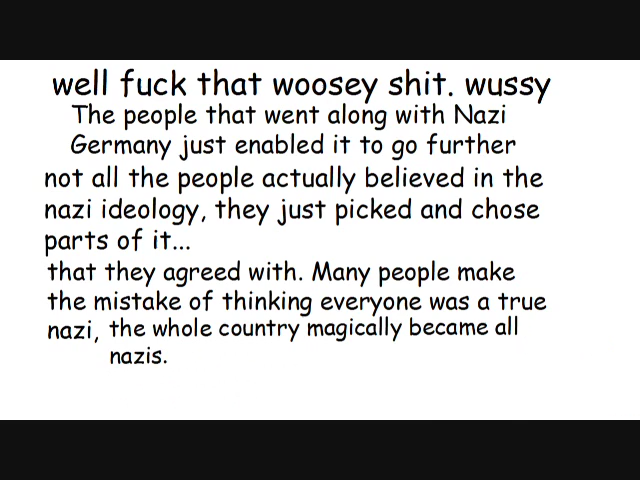 well fuck that woosey shit. wussy
The people that went along with Nazi
Germany just enabled it to go further
not all the people actually believed in the
nazi ideology, they just picked and chose
parts of it...
that they agreed with. Many people make
the mistake of thinking everyone was a true
nazi, the whole country magically became all
nazis.